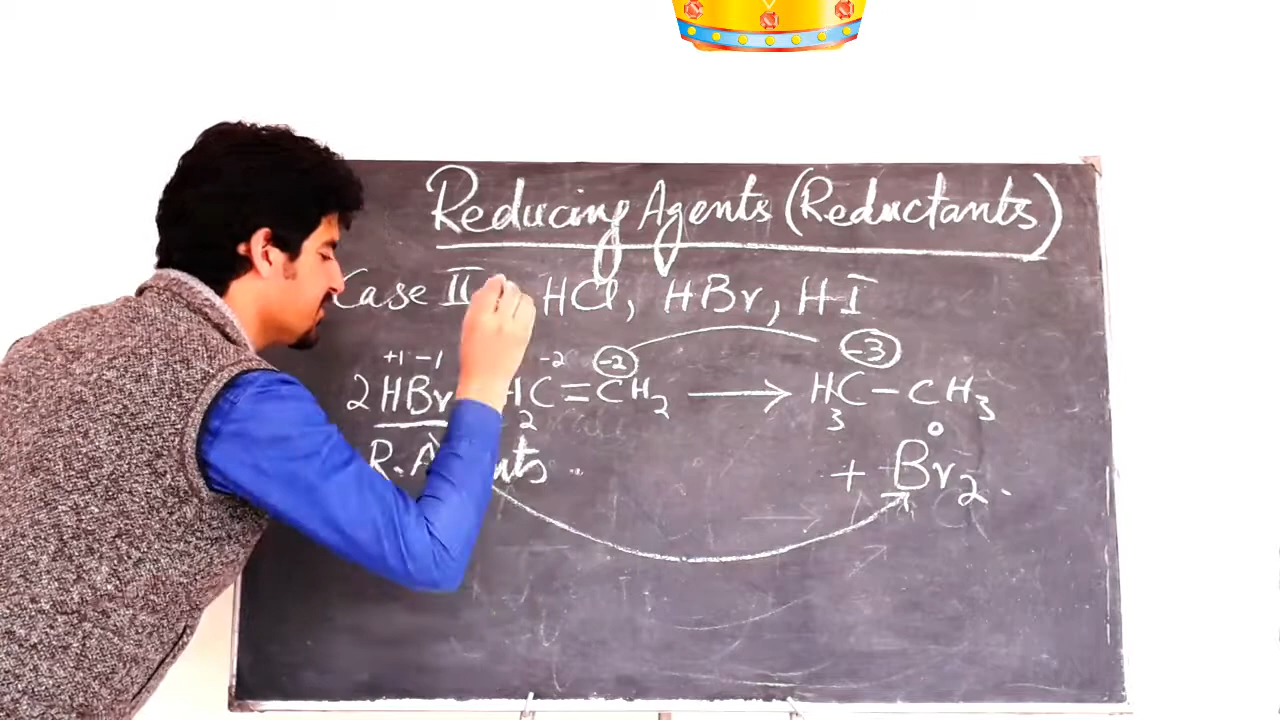 Reducing Agents (Reductants)
Case II HCl, HBr, HI
+1 -1 -2 -2 -3
2HBr H₂C=CH₂ → H₃C-CH₃
0
R. Agents + Br₂.